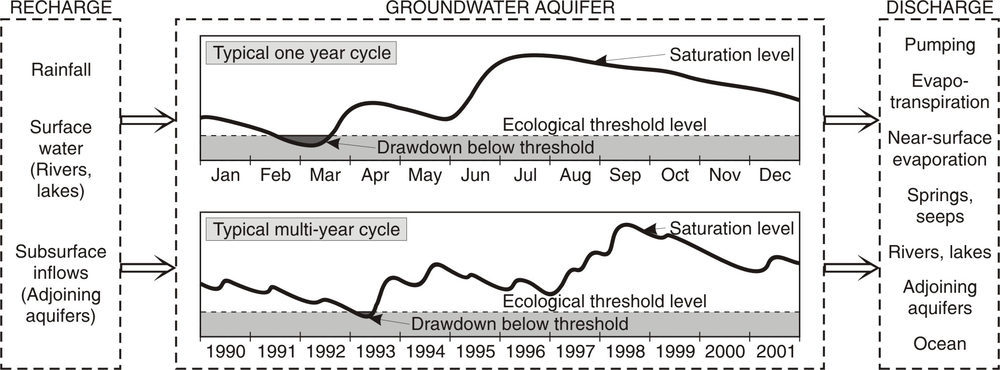 RECHARGE
Rainfall
Surface
water
(Rivers,
lakes)
Subsurface
inflows
(Adjoining
aquifers)
GROUNDWATER AQUIFER
Typical one year cycle
Saturation level
Ecological threshold level
Drawdown below threshold
Jan Feb Mar Apr May Jun Jul Aug Sep Oct Nov Dec
Typical multi-year cycle
Saturation level
Ecological threshold level
Drawdown below threshold
1990 1991 1992 1993 1994 1995 1996 1997 1998 1999 2000 2001
DISCHARGE
Pumping
Evapo-
transpiration
Near-surface
evaporation
Springs,
seeps
Rivers, lakes
Adjoining
aquifers
Ocean